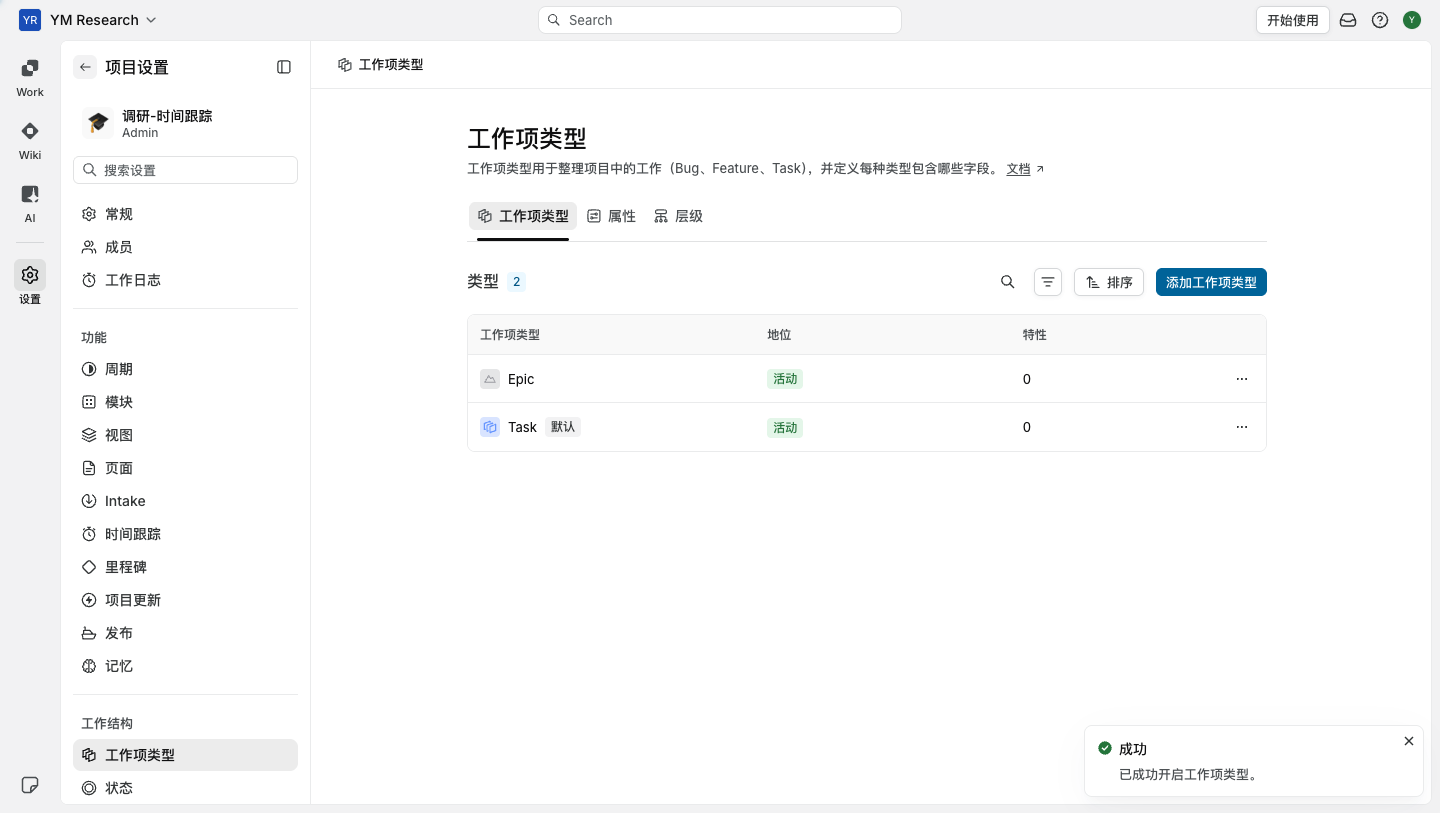 YR YM Research
Search
开始使用
Y
Work
Wiki
AI
设置
项目设置
调研-时间跟踪
Admin
搜索设置
常规
成员
工作日志
功能
周期
模块
视图
页面
Intake
时间跟踪
里程碑
项目更新
发布
记忆
工作结构
工作项类型
状态
工作项类型
工作项类型
工作项类型用于整理项目中的工作（Bug、Feature、Task），并定义每种类型包含哪些字段。 文档
工作项类型 属性 层级
类型 2
排序 添加工作项类型
工作项类型 地位 特性
Epic 活动 0
Task 默认 活动 0
成功
已成功开启工作项类型。